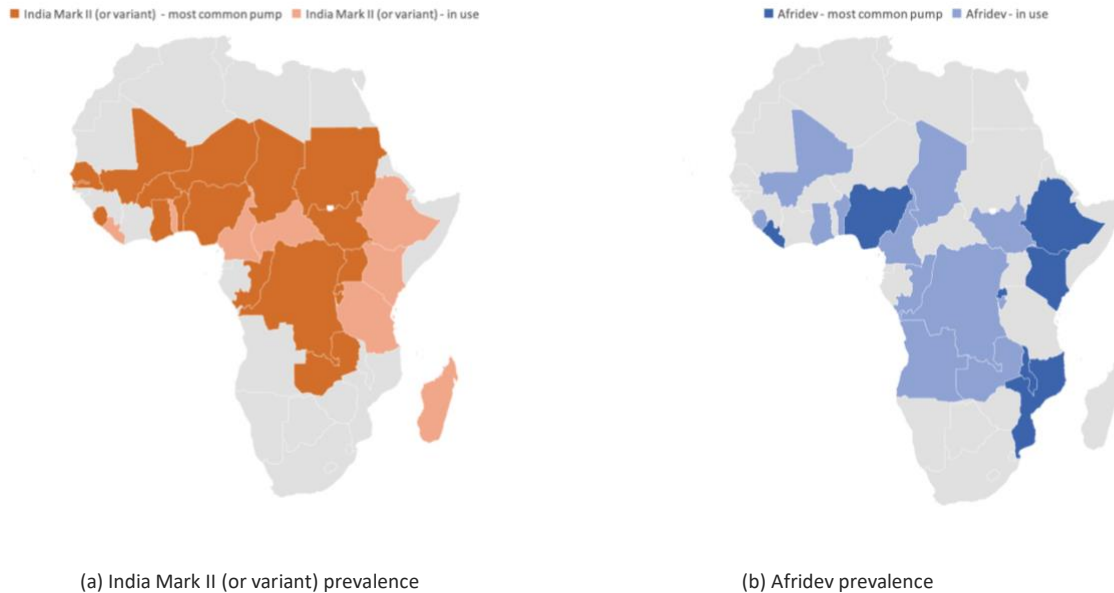 India Mark II (or variant) - most common pump India Mark II (or variant) - in use
Afridev - most common pump Afridev - in use
(a) India Mark II (or variant) prevalence
(b) Afridev prevalence